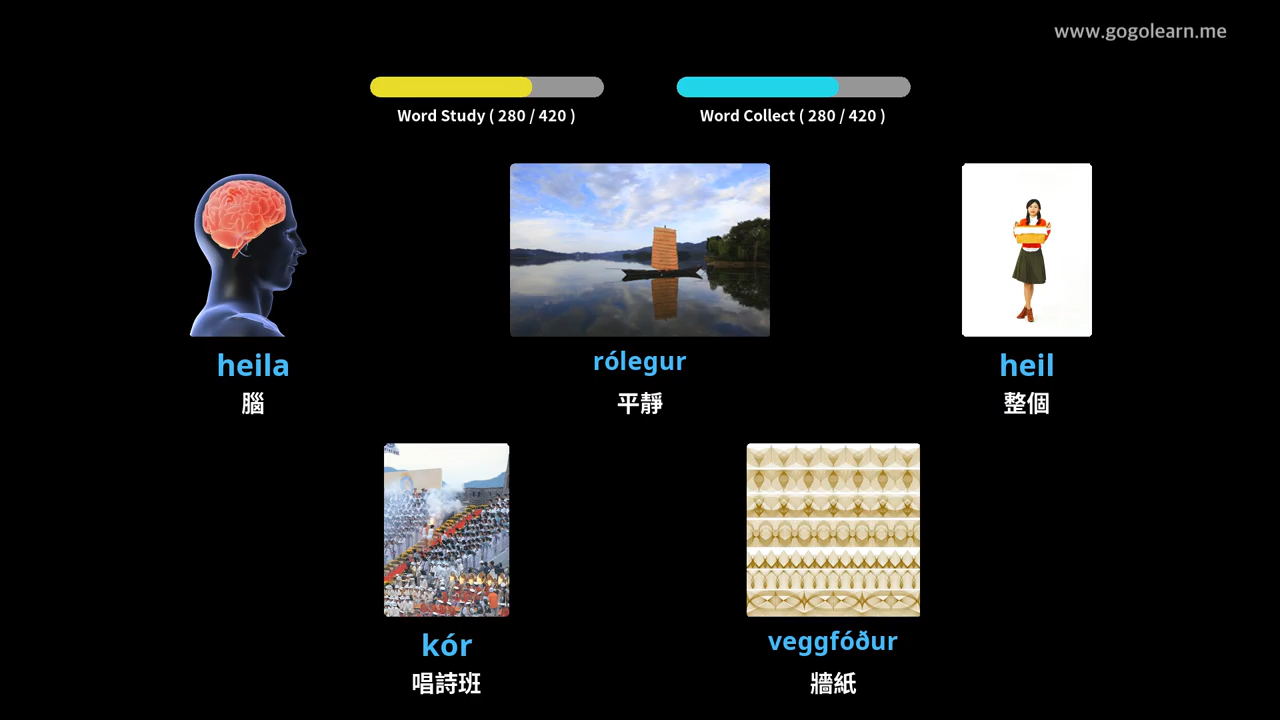 www.gogolearn.me
Word Study ( 280 / 420 )
Word Collect ( 280 / 420 )
heila
腦
rólegur
平靜
heil
整個
kór
唱詩班
veggfóður
牆紙